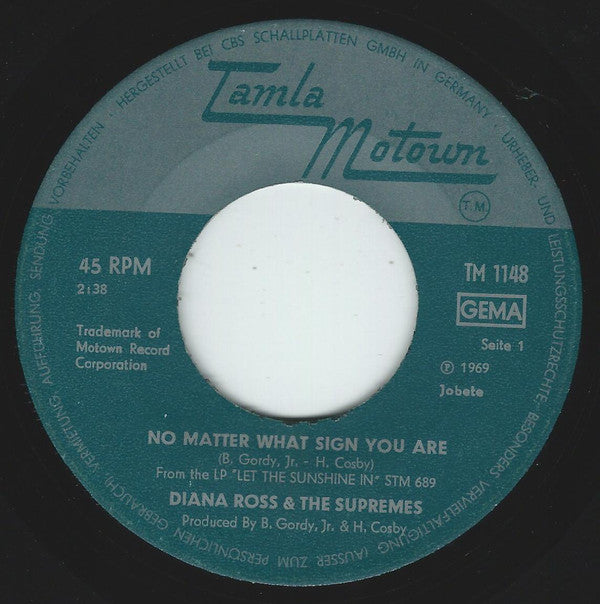 HERGESTELLT BEI CBS SCHALLPLATTEN GMBH IN GERMANY · URHEBER- UND LEISTUNGSSCHUTZRECHTE BESONDERS VERVIELFÄLTIGUNG (AUSSER ZUM PERSÖNLICHEN GEBRAUCH) VERMIETUNG AUFFÜHRUNG, SENDUNG VORBEHALTEN ·
Tamla
Motown
T.M.
45 RPM
2:38
Trademark of
Motown Record
Corporation
TM 1148
GEMA
Seite 1
Ⓟ 1969
Jobete
NO MATTER WHAT SIGN YOU ARE
(B. Gordy, Jr. - H. Cosby)
From the LP "LET THE SUNSHINE IN" STM 689
DIANA ROSS & THE SUPREMES
Produced By B. Gordy, Jr. & H. Cosby